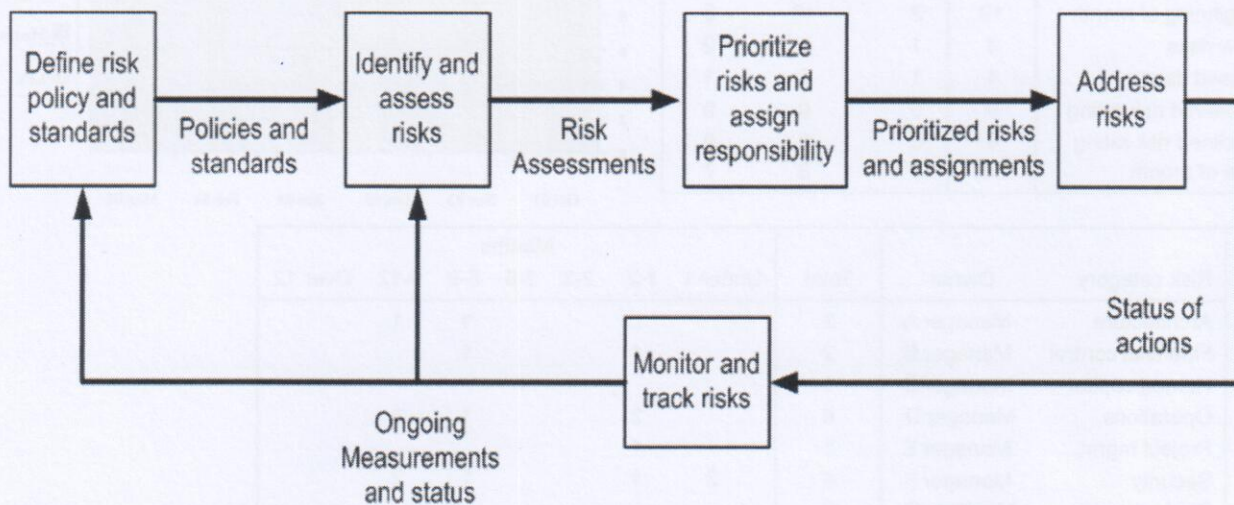 Define risk
policy and
standards
Policies and
standards
Identify and
assess
risks
Risk
Assessments
Prioritize
risks and
assign
responsibility
Prioritized risks
and assignments
Address
risks
Status of
actions
Monitor and
track risks
Ongoing
Measurements
and status